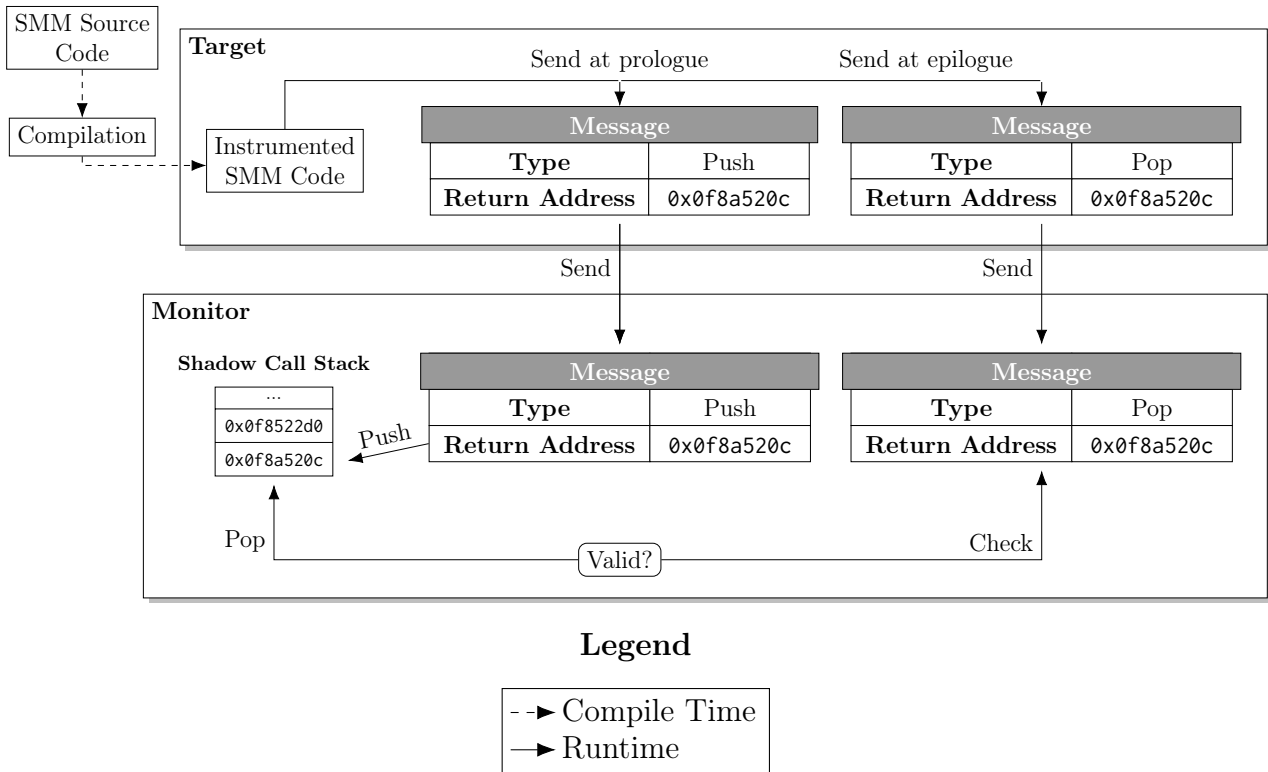 SMM Source
Code
Compilation
Target
Instrumented
SMM Code
Send at prologue
Send at epilogue
Message
Type Push
Return Address 0x0f8a520c
Message
Type Pop
Return Address 0x0f8a520c
Send
Send
Monitor
Shadow Call Stack
...
0x0f8522d0
0x0f8a520c
Push
Message
Type Push
Return Address 0x0f8a520c
Message
Type Pop
Return Address 0x0f8a520c
Pop
Valid?
Check
Legend
Compile Time
Runtime